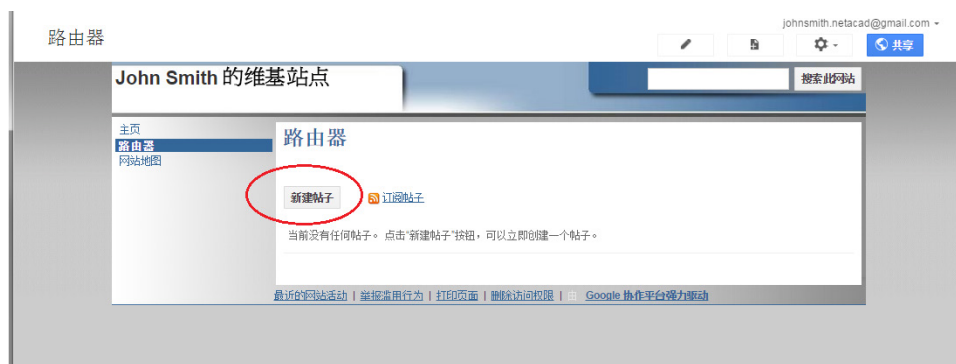 johnsmith.netacad@gmail.com
路由器
共享
John Smith 的维基站点
搜索此网站
主页
路由器
网站地图
路由器
新建帖子
订阅帖子
当前没有任何帖子。 点击“新建帖子”按钮，可以立即创建一个帖子。
最近的网站活动 | 举报滥用行为 | 打印页面 | 删除访问权限 | 由 Google 协作平台强力驱动